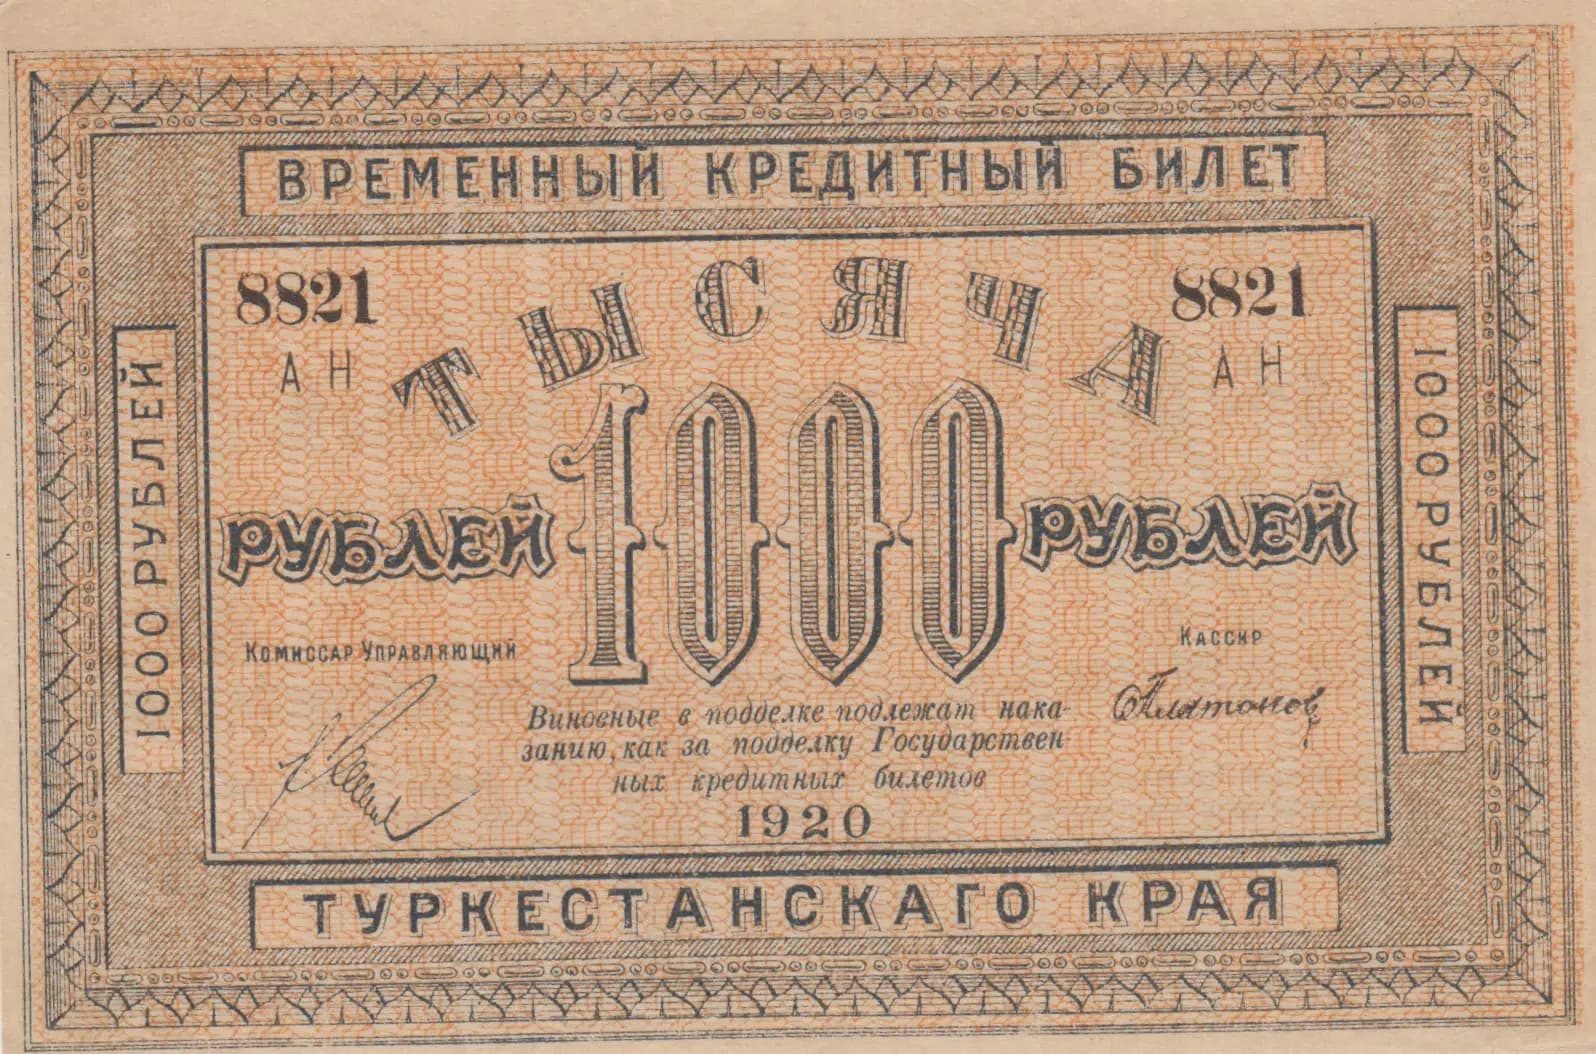 ВРЕМЕННЫЙ КРЕДИТНЫЙ БИЛЕТ
8821
АН
8821
АН
ТЫСЯЧА
1000
РУБЛЕЙ
РУБЛЕЙ
1000 РУБЛЕЙ
1000 РУБЛЕЙ
КОМИССАР УПРАВЛЯЮЩИЙ
КАССИР
Платонов
Виновные в подделке подлежат нака-
занию, как за подделку Государствен-
ных кредитных билетов
1920
ТУРКЕСТАНСКАГО КРАЯ